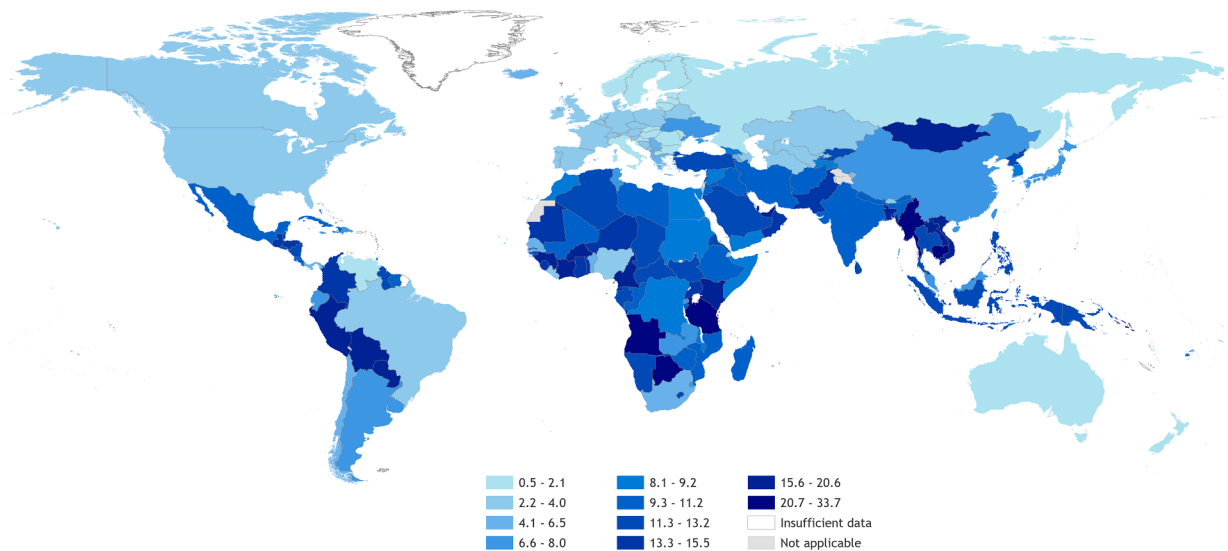 0.5 - 2.1
2.2 - 4.0
4.1 - 6.5
6.6 - 8.0
8.1 - 9.2
9.3 - 11.2
11.3 - 13.2
13.3 - 15.5
15.6 - 20.6
20.7 - 33.7
Insufficient data
Not applicable